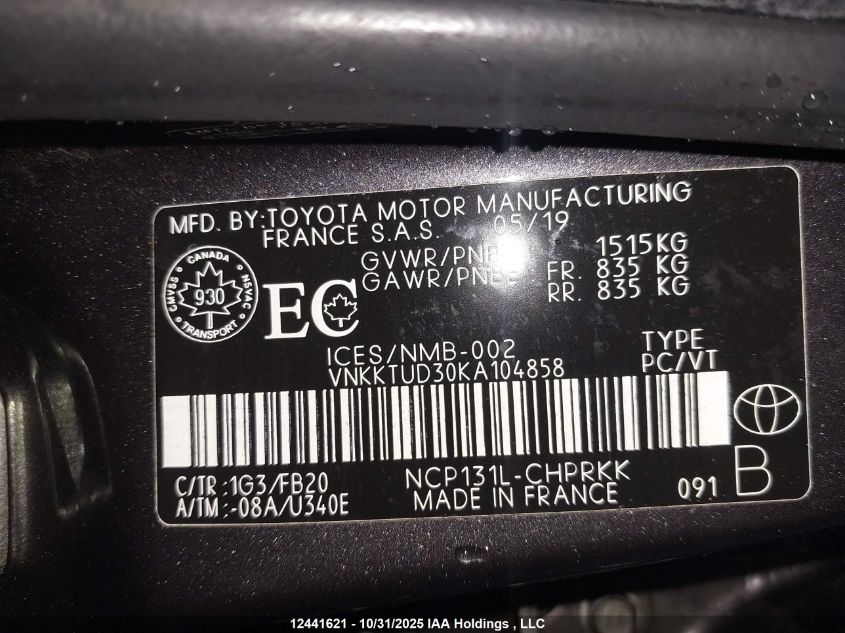 MFD. BY:TOYOTA MOTOR MANUFACTURING
FRANCE S.A.S. 05/19
GVWR/PNBV 1515KG
GAWR/PNBE FR. 835 KG
RR. 835 KG
CANADA
CMVSS 930 NSVAC
TRANSPORT
EC
ICES/NMB-002
TYPE
VNKKTUD30KA104858
PC/VT
C/TR :1G3/FB20
A/TM :-08A/U340E
NCP131L-CHPRKK
MADE IN FRANCE
091 B
12441621 - 10/31/2025 IAA Holdings , LLC